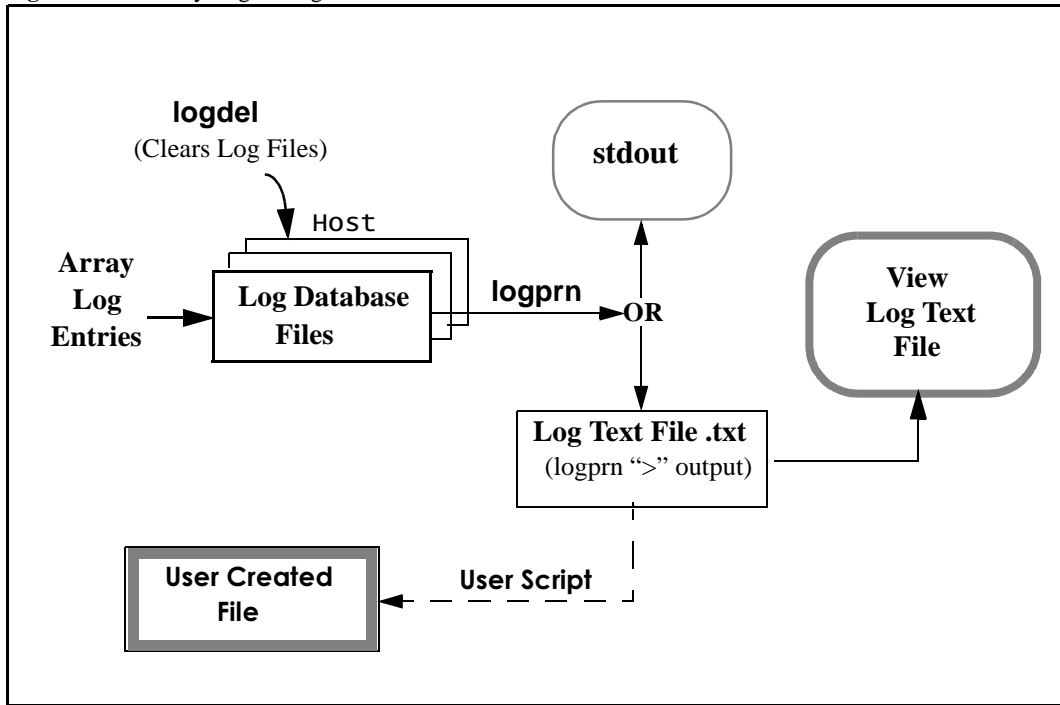 logdel
(Clears Log Files)
Host
Array
Log
Entries
Log Database
Files
logprn
stdout
OR
View
Log Text
File
Log Text File .txt
(logprn “>” output)
User Script
User Created
File